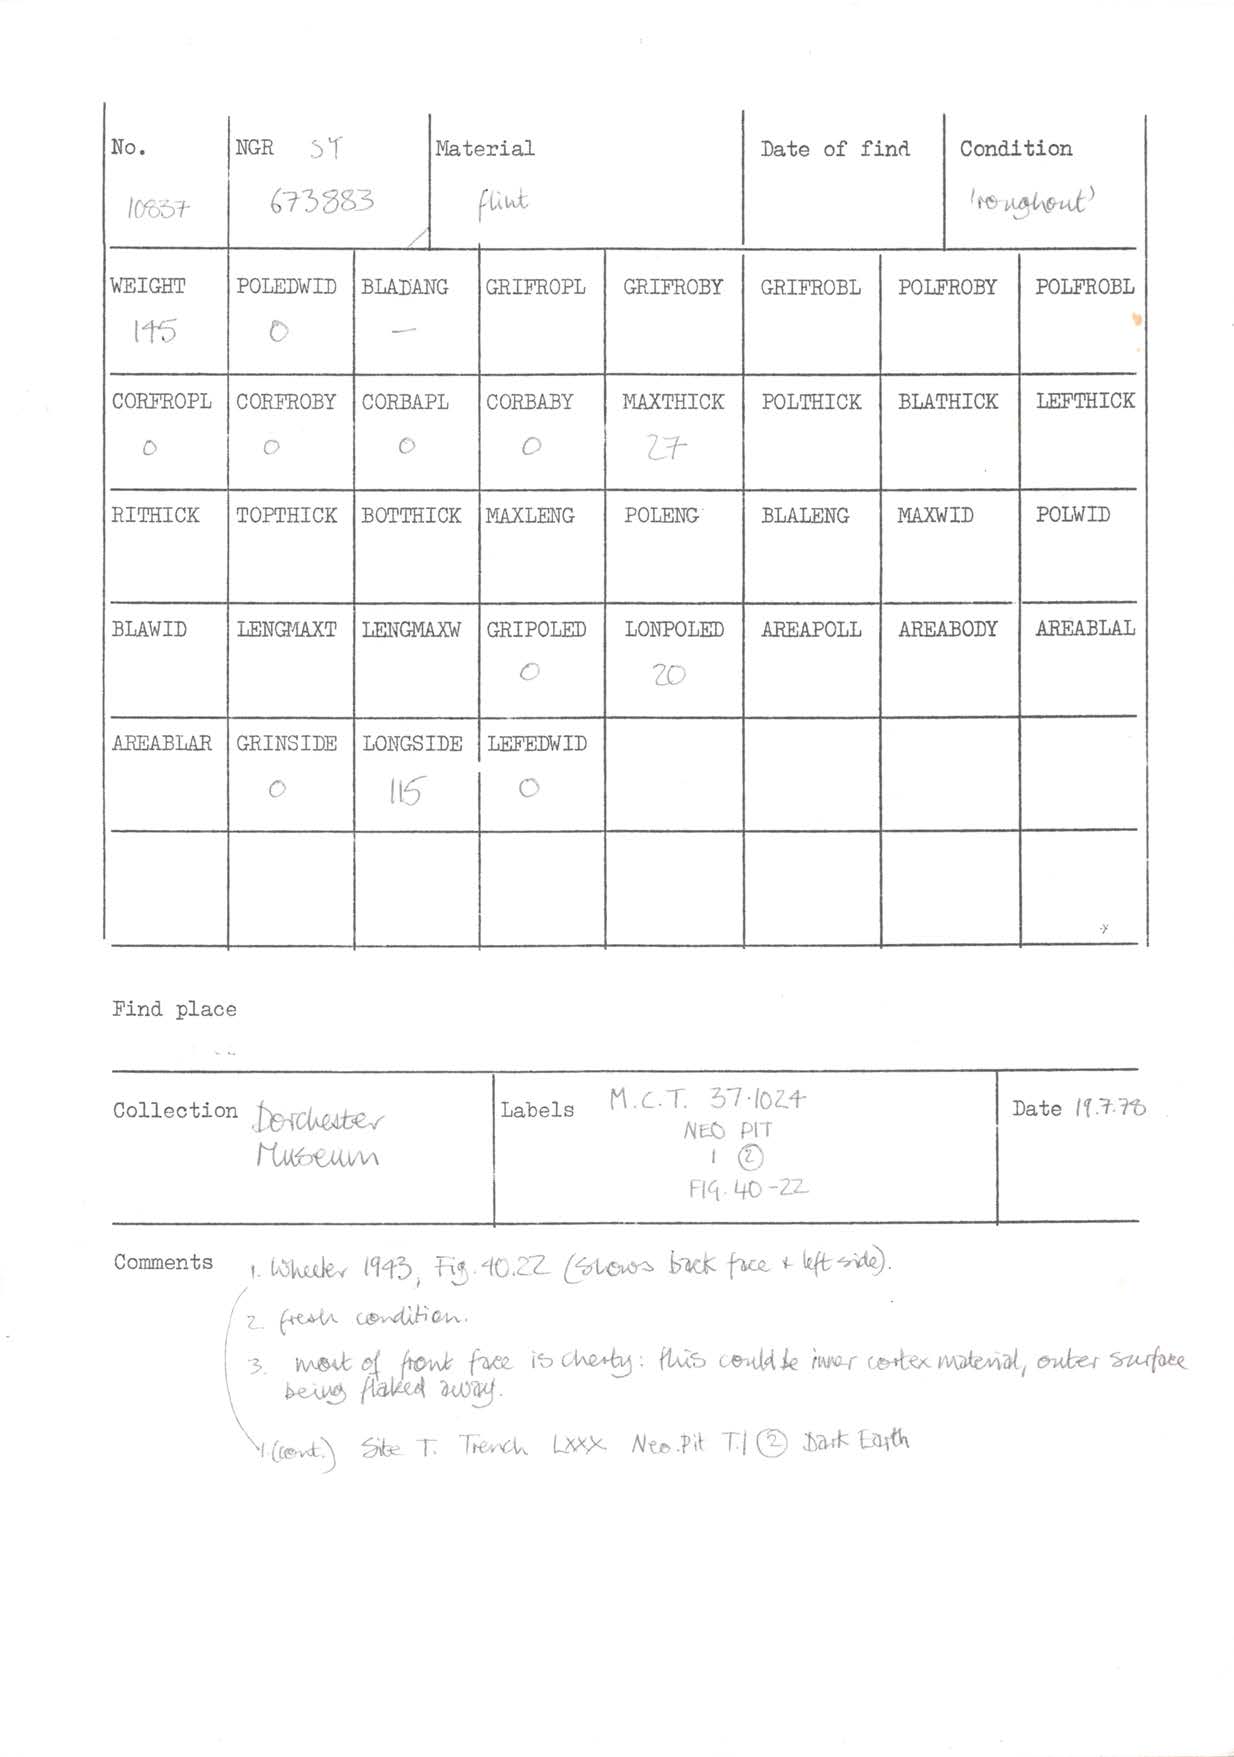 No. NGR ST Material Date of find Condition
10837 673883 flint 'roughout'
WEIGHT POLEDWID BLADANG GRIFROPL GRIFROBY GRIFROBL POLFROBY POLFROBL
145 0 —
CORFROPL CORFROBY CORBAPL CORBABY MAXTHICK POLTHICK BLATHICK LEFTHICK
0 0 0 0 27
RITHICK TOPTHICK BOTTHICK MAXLENG POLENG BLALENG MAXWID POLWID
BLAWID LENGMAXT LENGMAXW GRIPOLED LONPOLED AREAPOLL AREABODY AREABLAL
0 20
AREABLAR GRINSIDE LONGSIDE LEFEDWID
0 115 0
Find place
Collection Dorchester Museum
Labels M.C.T. 37.1024
NEO PIT
1 ②
FIG. 40-22
Date 19.7.78
Comments 1. Wheeler 1943, Fig. 40.22 (shows back face + left side).
2. fresh condition.
3. most of front face is cherty: this could be inner cortex material, outer surface
being flaked away.
1 (cont.) Site T. Trench LXXX Neo. Pit T.1 ② Dark Earth